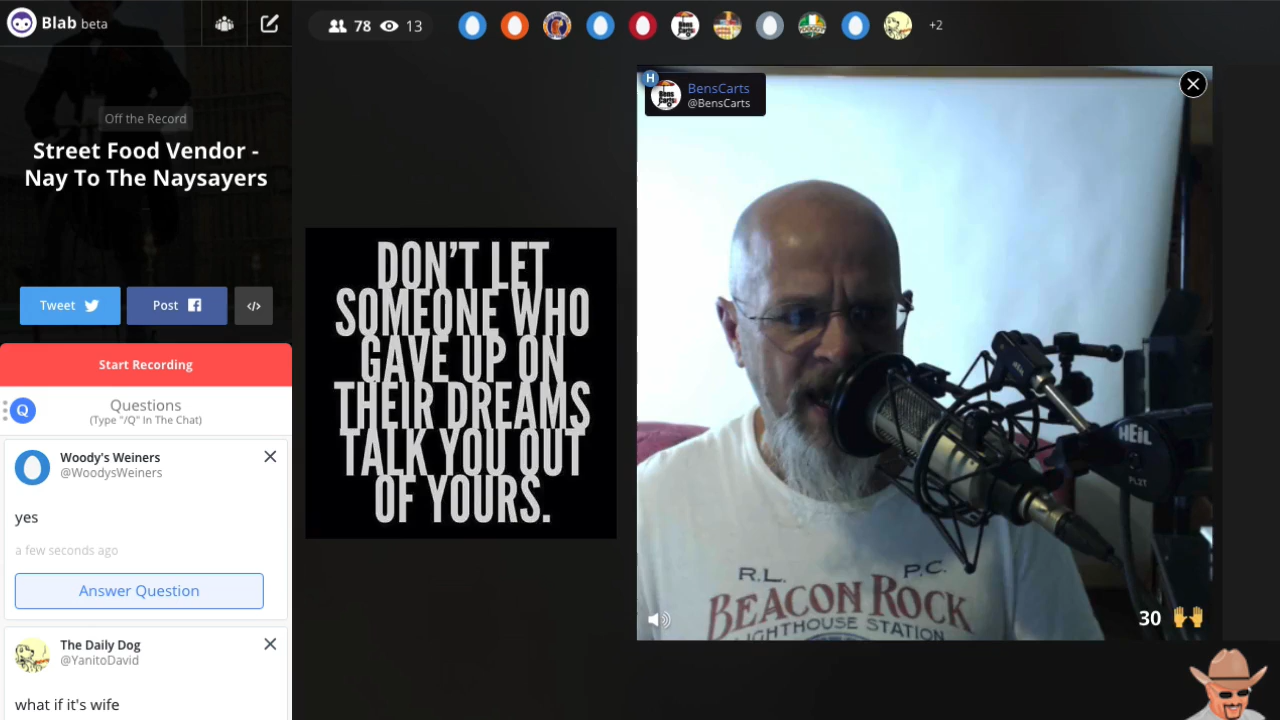 Blab beta
78 13
+2
Off the Record
Street Food Vendor -
Nay To The Naysayers
Tweet
Post
</>
Start Recording
Q
Questions
(Type "/Q" In The Chat)
Woody's Weiners
@WoodysWeiners
yes
a few seconds ago
Answer Question
The Daily Dog
@YanitoDavid
what if it's wife
DON'T LET
SOMEONE WHO
GAVE UP ON
THEIR DREAMS
TALK YOU OUT
OF YOURS.
H
BensCarts
@BensCarts
HEiL
PL2T
R.L. P.C.
BEACON ROCK
LIGHTHOUSE STATION
30